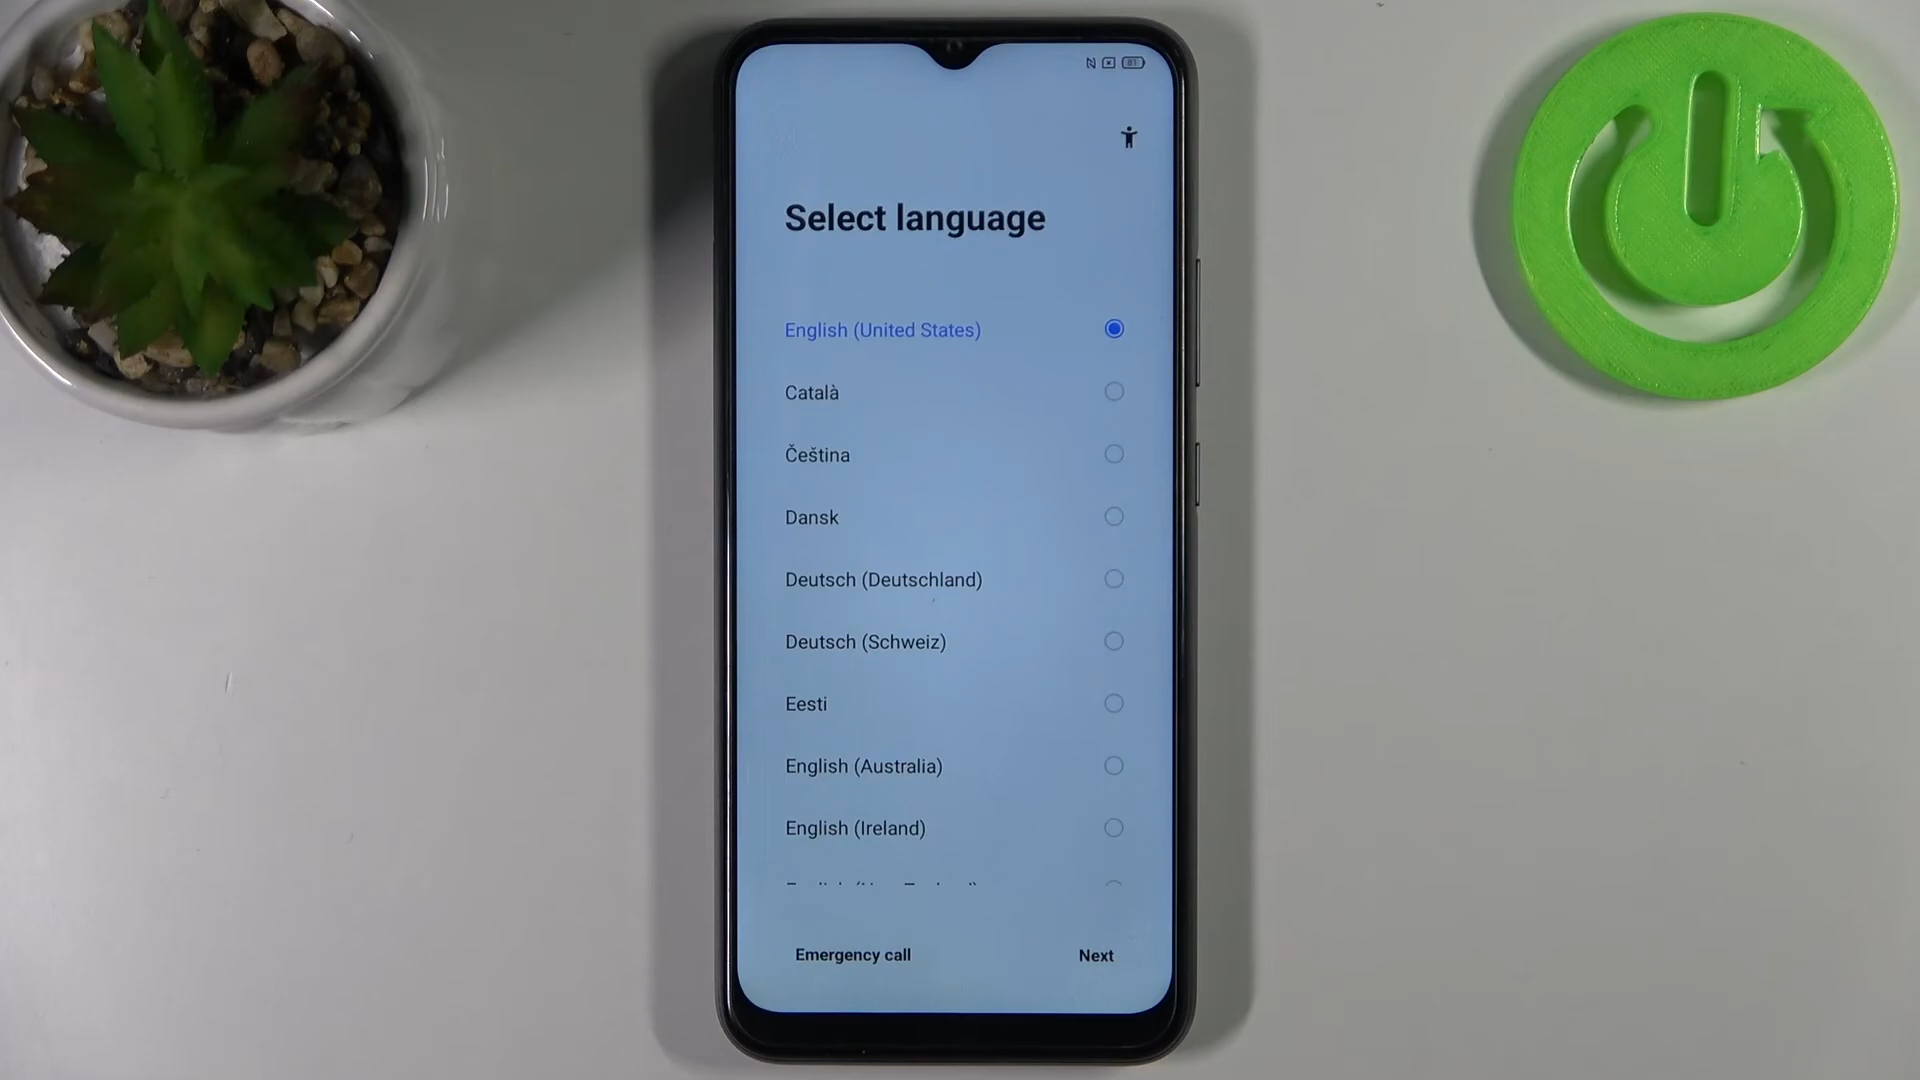 81
Select language
English (United States)
Català
Čeština
Dansk
Deutsch (Deutschland)
Deutsch (Schweiz)
Eesti
English (Australia)
English (Ireland)
Emergency call
Next